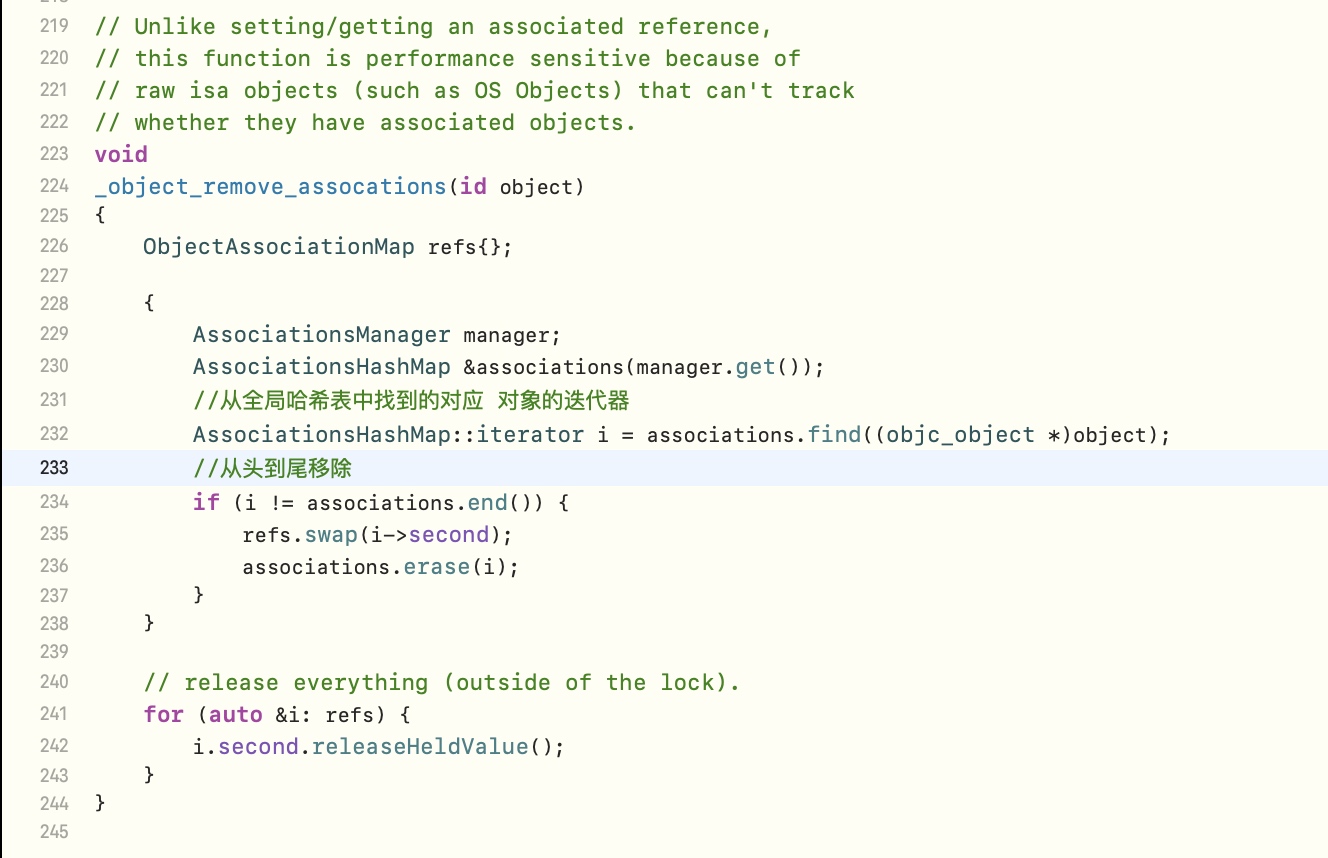 219 // Unlike setting/getting an associated reference,
220 // this function is performance sensitive because of
221 // raw isa objects (such as OS Objects) that can't track
222 // whether they have associated objects.
223 void
224 _object_remove_assocations(id object)
225 {
226     ObjectAssociationMap refs{};
227
228     {
229         AssociationsManager manager;
230         AssociationsHashMap &associations(manager.get());
231         //从全局哈希表中找到的对应 对象的迭代器
232         AssociationsHashMap::iterator i = associations.find((objc_object *)object);
233         //从头到尾移除
234         if (i != associations.end()) {
235             refs.swap(i->second);
236             associations.erase(i);
237         }
238     }
239
240     // release everything (outside of the lock).
241     for (auto &i: refs) {
242         i.second.releaseHeldValue();
243     }
244 }
245